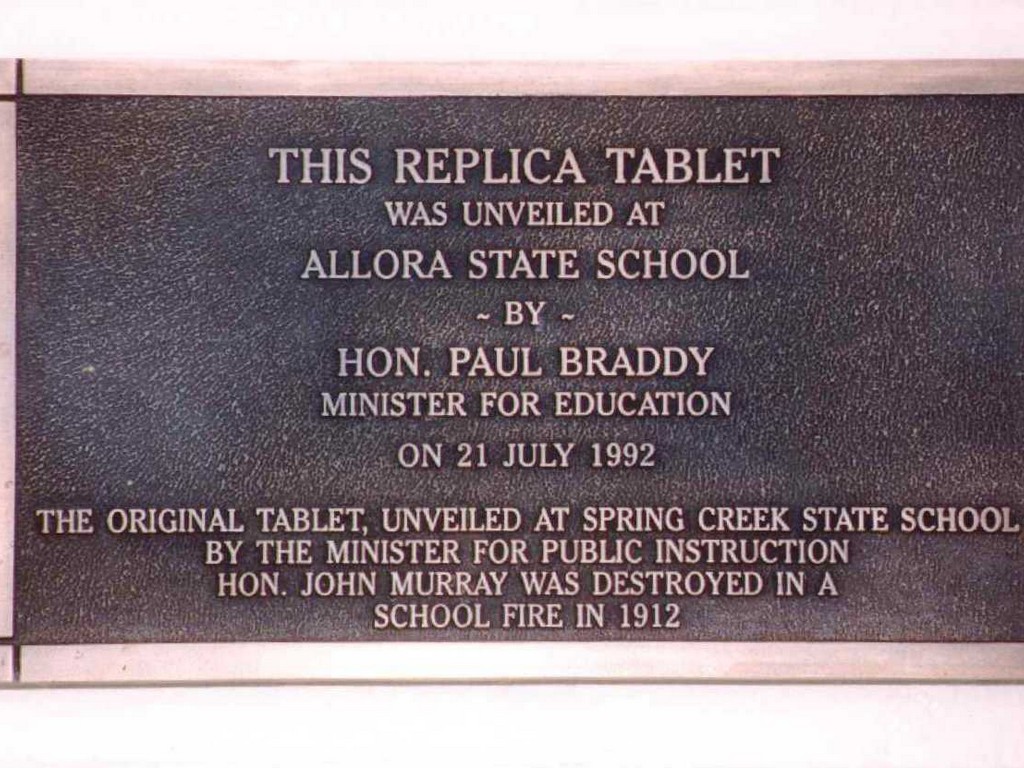 THIS REPLICA TABLET
WAS UNVEILED AT
ALLORA STATE SCHOOL
~ BY ~
HON. PAUL BRADDY
MINISTER FOR EDUCATION
ON 21 JULY 1992
THE ORIGINAL TABLET, UNVEILED AT SPRING CREEK STATE SCHOOL
BY THE MINISTER FOR PUBLIC INSTRUCTION
HON. JOHN MURRAY WAS DESTROYED IN A
SCHOOL FIRE IN 1912